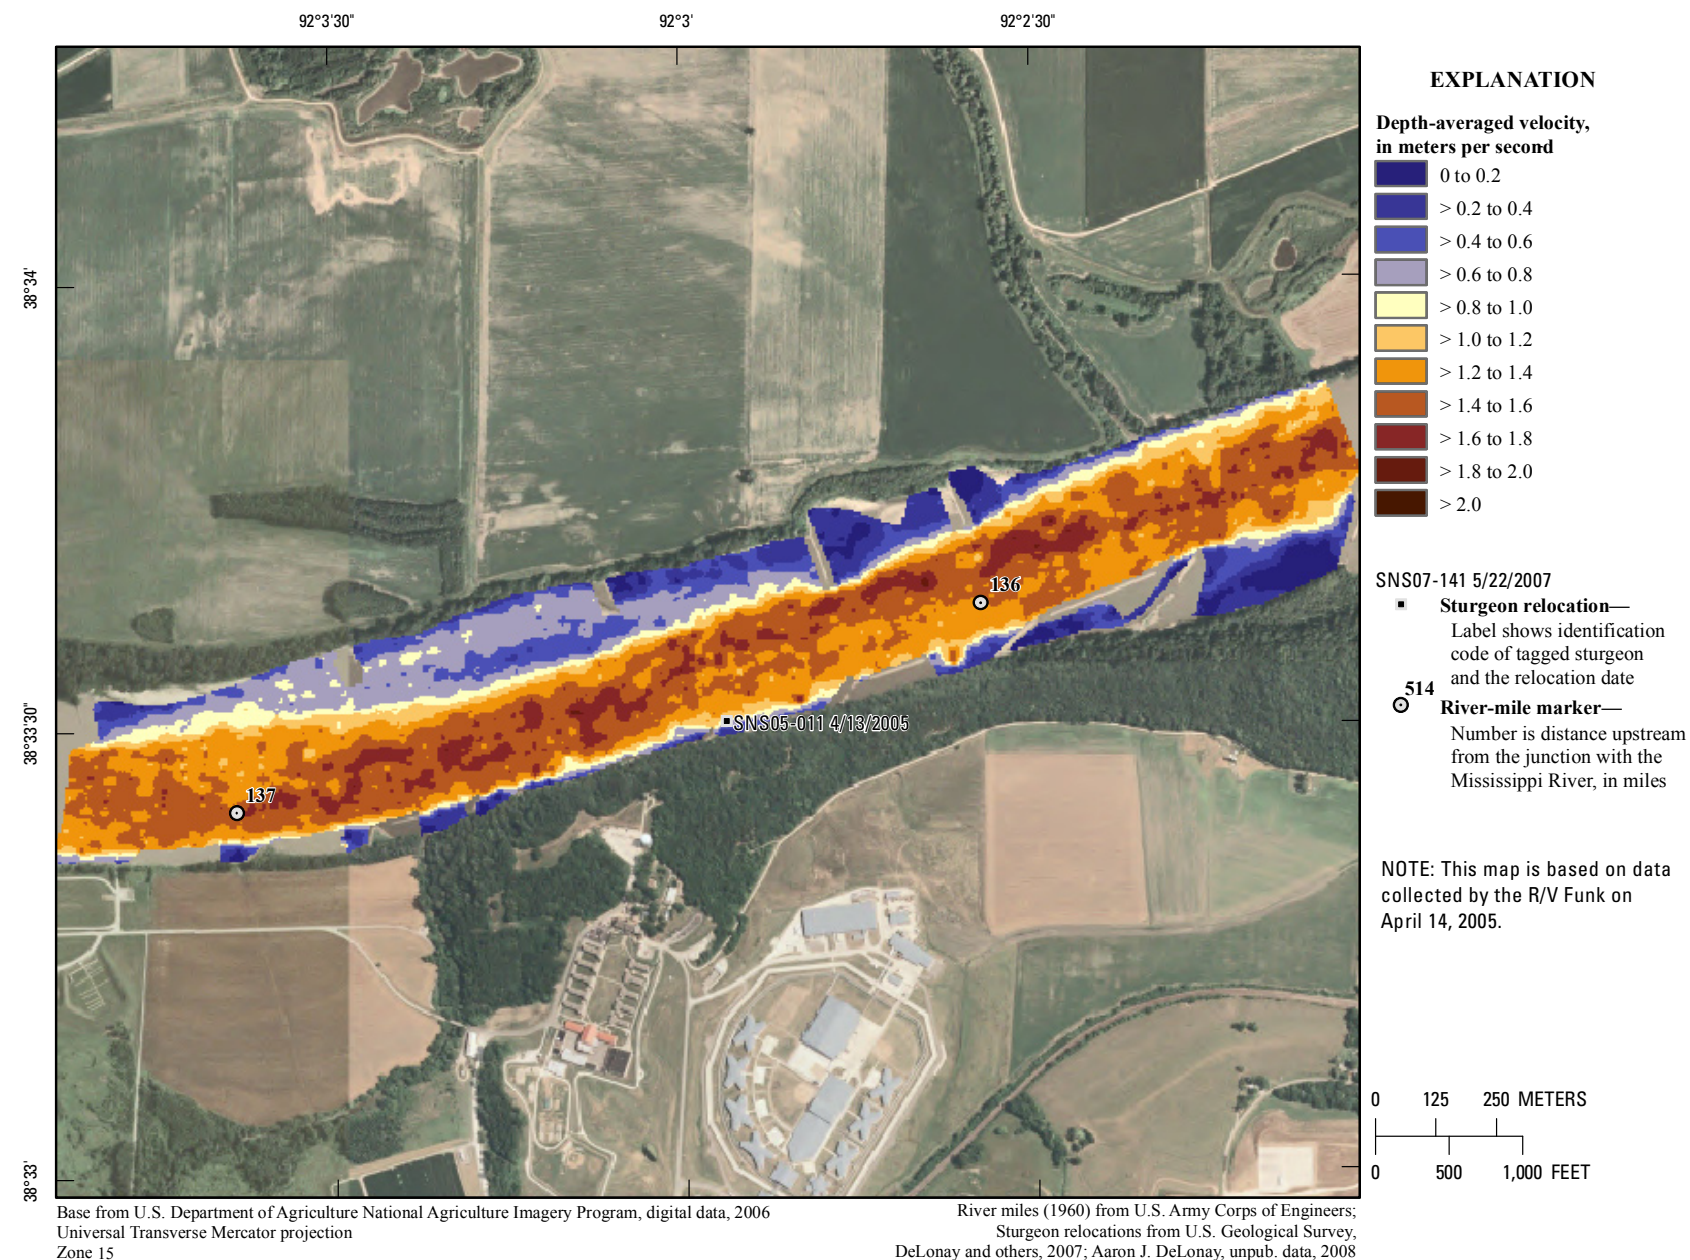 92°3'30"
92°3'
92°2'30"
38°34'
38°33'30"
38°33'
136
SNS05-011 4/13/2005
137
EXPLANATION
Depth-averaged velocity,
in meters per second
0 to 0.2
> 0.2 to 0.4
> 0.4 to 0.6
> 0.6 to 0.8
> 0.8 to 1.0
> 1.0 to 1.2
> 1.2 to 1.4
> 1.4 to 1.6
> 1.6 to 1.8
> 1.8 to 2.0
> 2.0
SNS07-141 5/22/2007
Sturgeon relocation—
Label shows identification
code of tagged sturgeon
and the relocation date
514
River-mile marker—
Number is distance upstream
from the junction with the
Mississippi River, in miles
NOTE: This map is based on data
collected by the R/V Funk on
April 14, 2005.
0 125 250 METERS
0 500 1,000 FEET
Base from U.S. Department of Agriculture National Agriculture Imagery Program, digital data, 2006
Universal Transverse Mercator projection
Zone 15
River miles (1960) from U.S. Army Corps of Engineers;
Sturgeon relocations from U.S. Geological Survey,
DeLonay and others, 2007; Aaron J. DeLonay, unpub. data, 2008